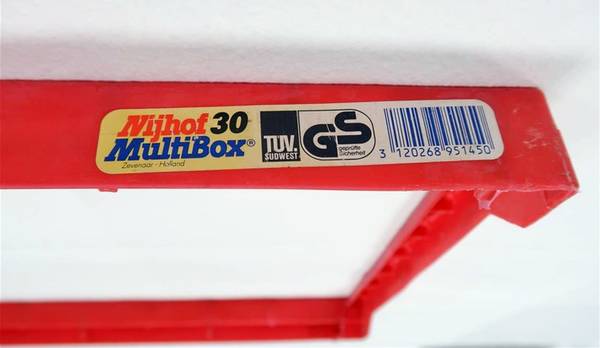 Nijhof 30
MultiBox®
Zevenaar - Holland
TÜV.
SÜDWEST
GS
geprüfte
Sicherheit
3 120268 951450